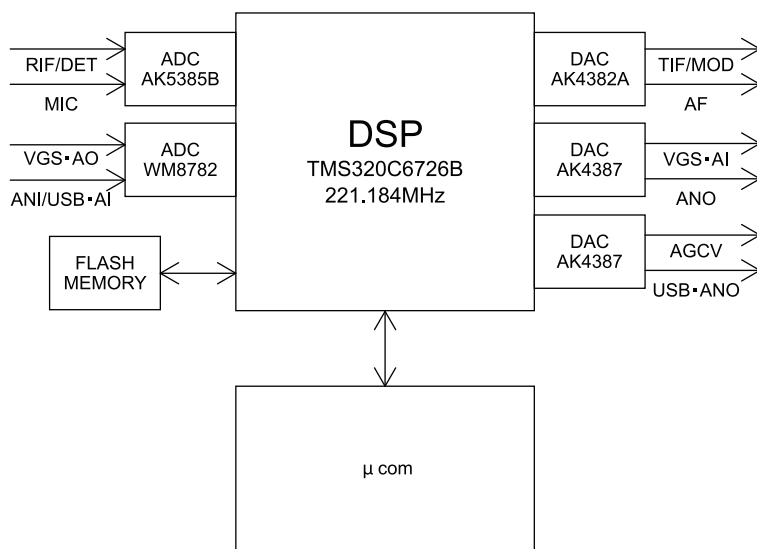 RIF/DET
MIC
ADC
AK5385B
VGS・AO
ANI/USB・AI
ADC
WM8782
FLASH
MEMORY
DSP
TMS320C6726B
221.184MHz
DAC
AK4382A
TIF/MOD
AF
DAC
AK4387
VGS・AI
ANO
DAC
AK4387
AGCV
USB・ANO
µ com